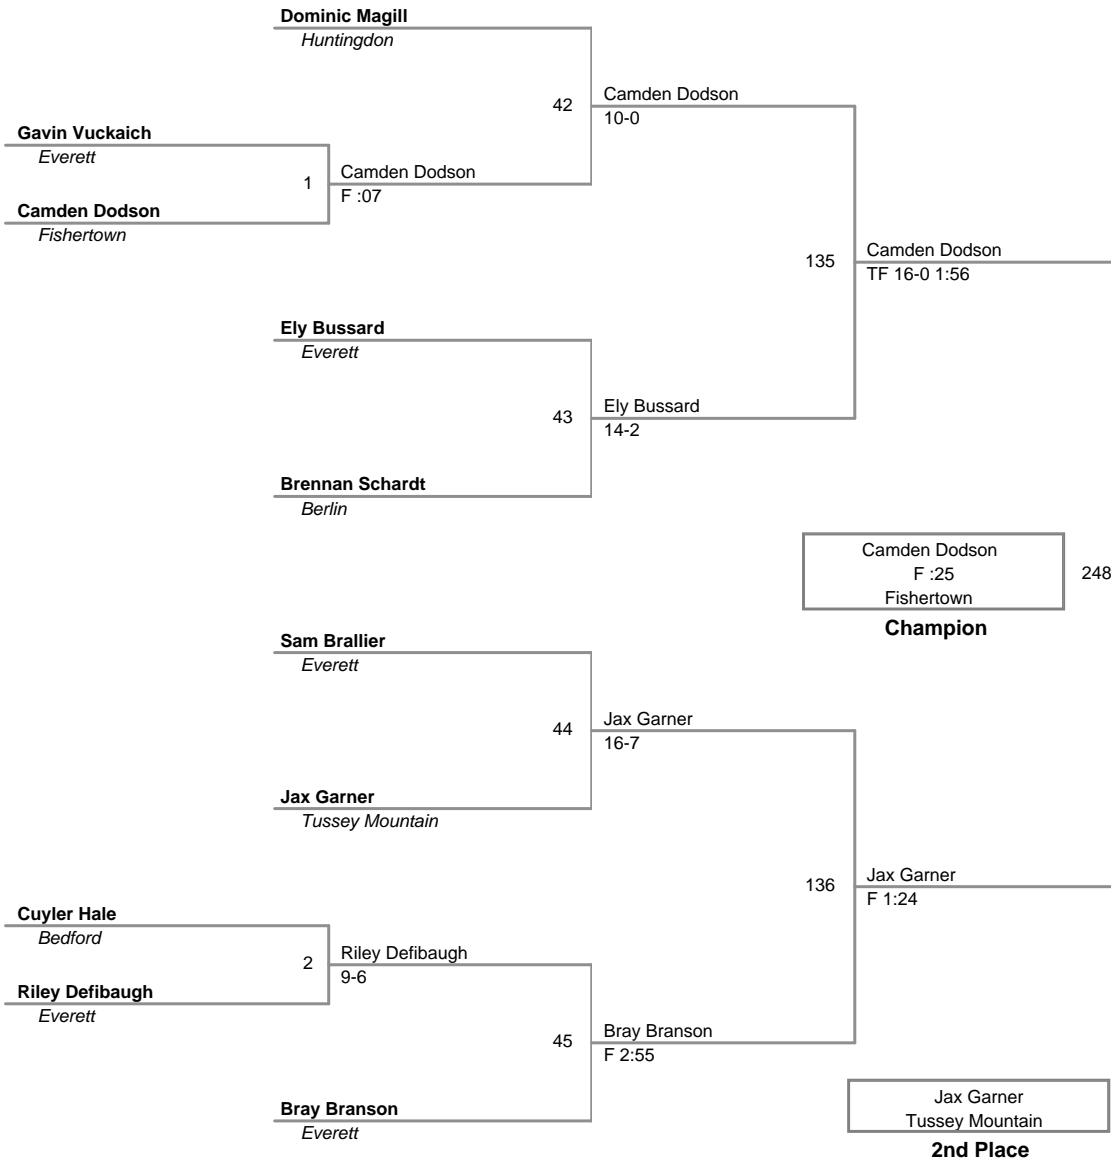 Dominic Magill
Huntingdon
42
Camden Dodson
10-0
Gavin Vuckaich
Everett
1
Camden Dodson
F :07
Camden Dodson
Fishertown
135
Camden Dodson
TF 16-0 1:56
Ely Bussard
Everett
43
Ely Bussard
14-2
Brennan Schardt
Berlin
Camden Dodson
F :25
Fishertown
248
Champion
Sam Brallier
Everett
44
Jax Garner
16-7
Jax Garner
Tussey Mountain
136
Jax Garner
F 1:24
Cuyler Hale
Bedford
2
Riley Defibaugh
9-6
Riley Defibaugh
Everett
45
Bray Branson
F 2:55
Bray Branson
Everett
Jax Garner
Tussey Mountain
2nd Place